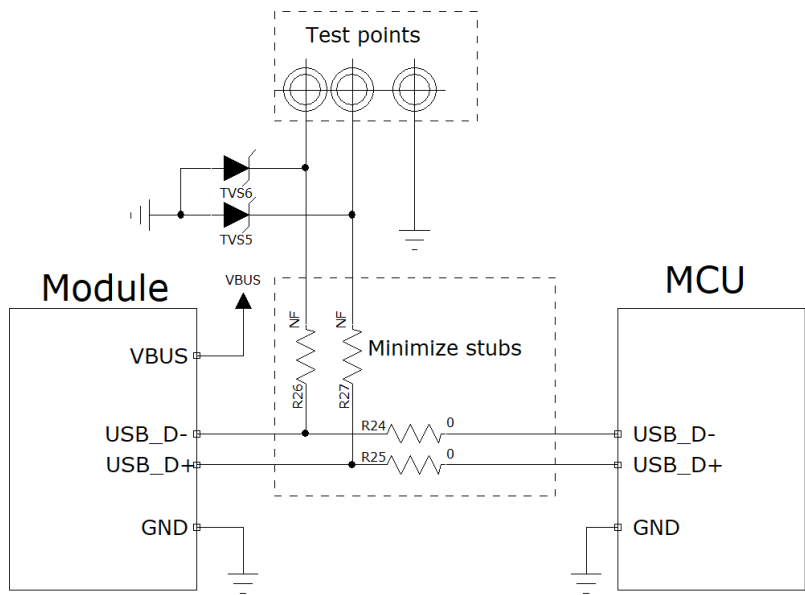 Test points
TVS6
TVS5
Module
VBUS
MCU
VBUS
NF
NF
Minimize stubs
R26
R27
USB_D-
R24
0
USB_D-
USB_D+
R25
0
USB_D+
GND
GND